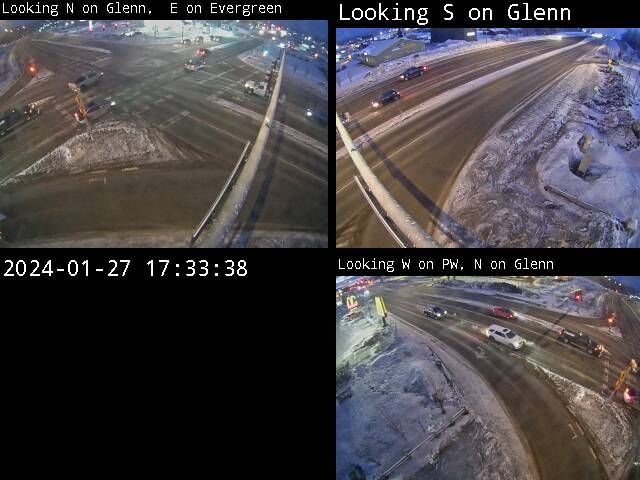 Looking N on Glenn,  E on Evergreen
Looking S on Glenn
2024-01-27 17:33:38
Looking W on PW, N on Glenn